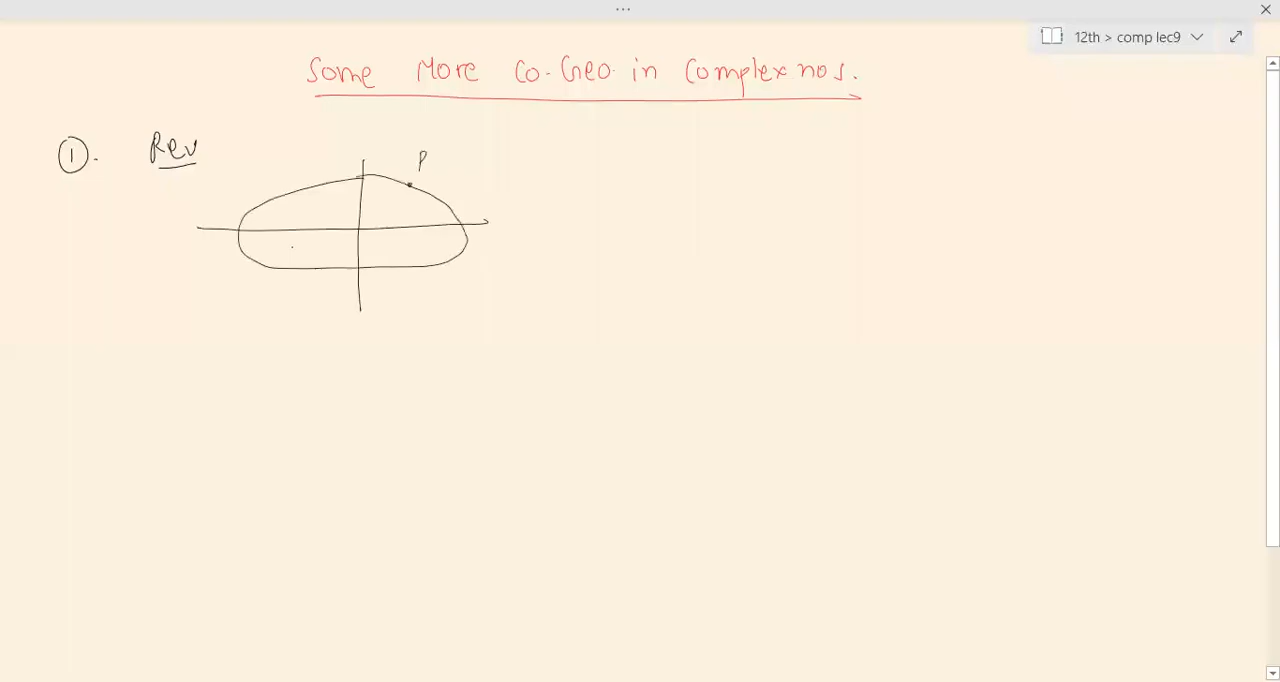 ...
12th > comp lec9
Some More Co-Geo. in Complex nos.
①. Rev
P